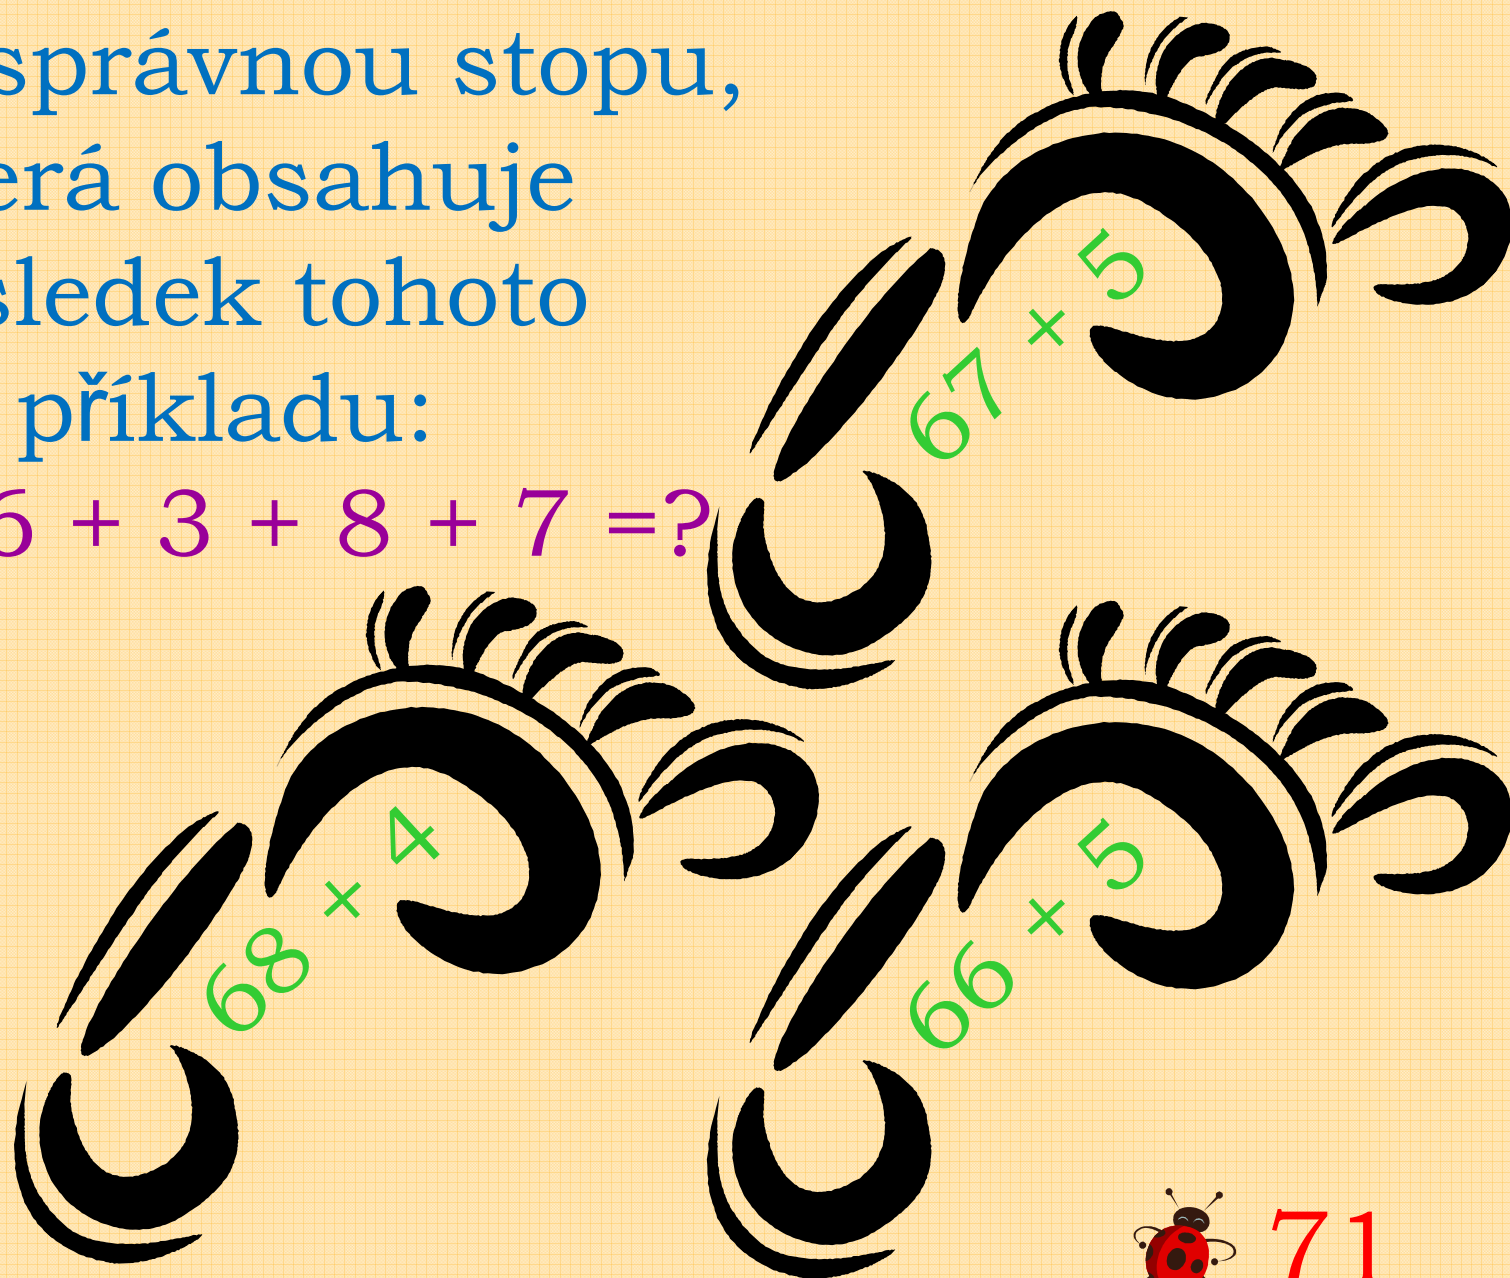 správnou stopu,
erá obsahuje
sledek tohoto
příkladu:
6 + 3 + 8 + 7 =?
67 × 5
68 × 4
66 × 5
71